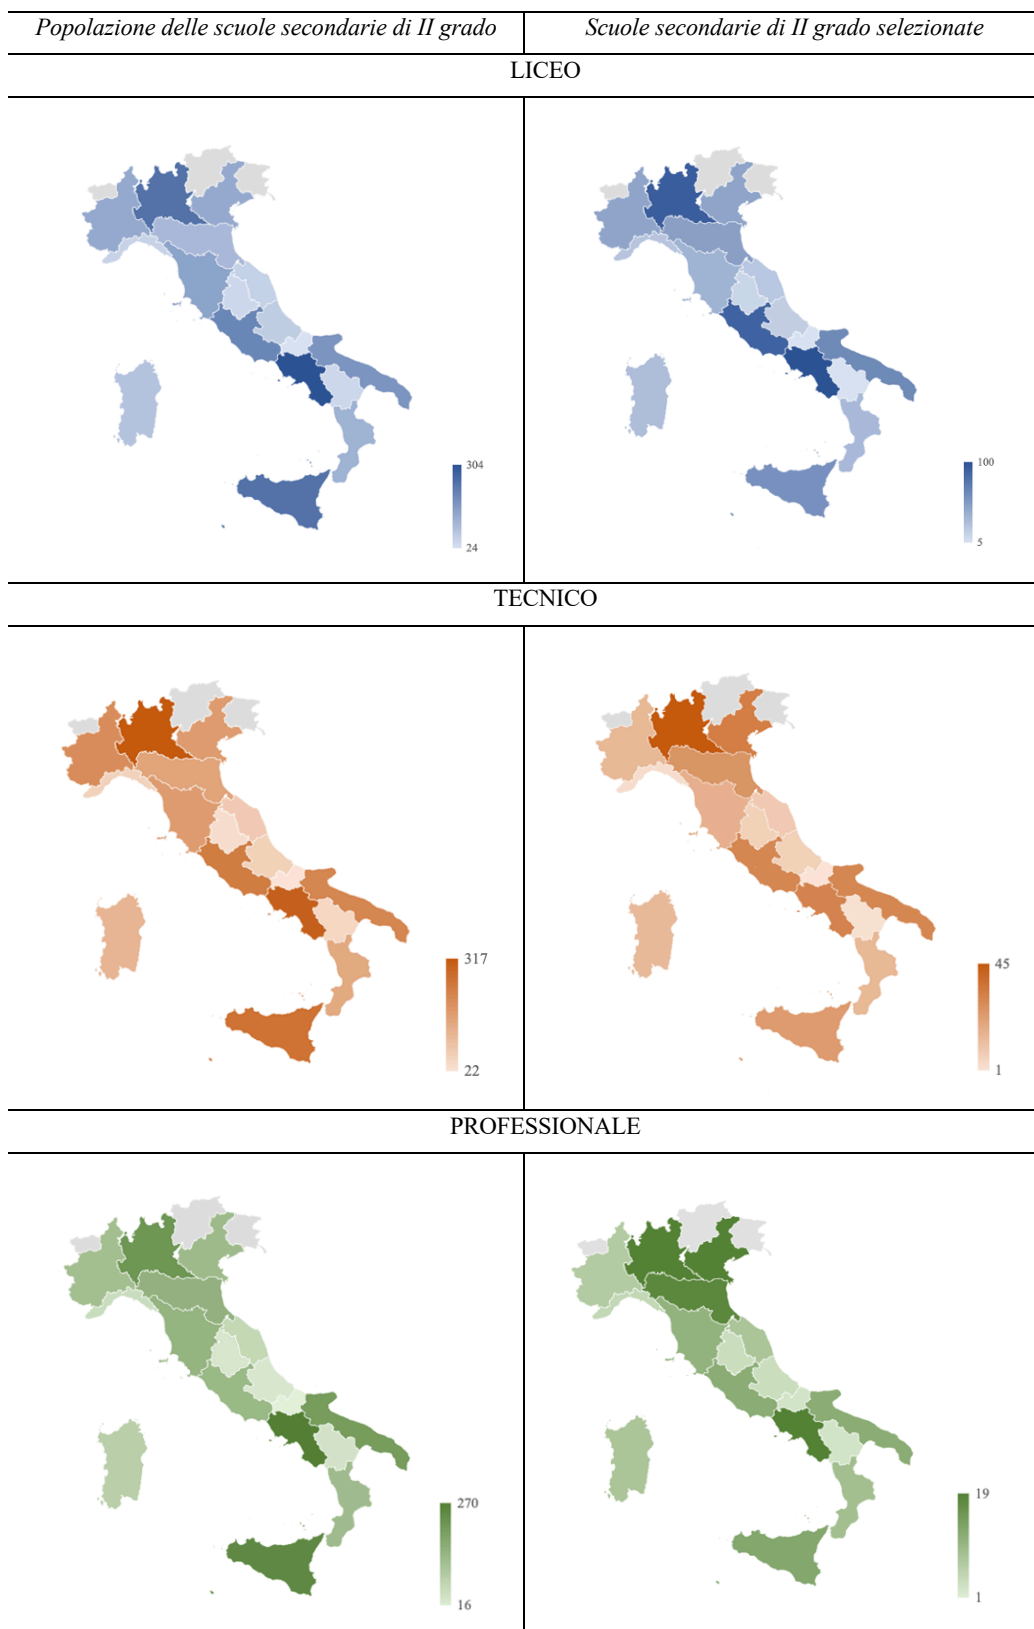 Popolazione delle scuole secondarie di II grado
Scuole secondarie di II grado selezionate
LICEO
304
24
100
5
TECNICO
317
22
45
1
PROFESSIONALE
270
16
19
1